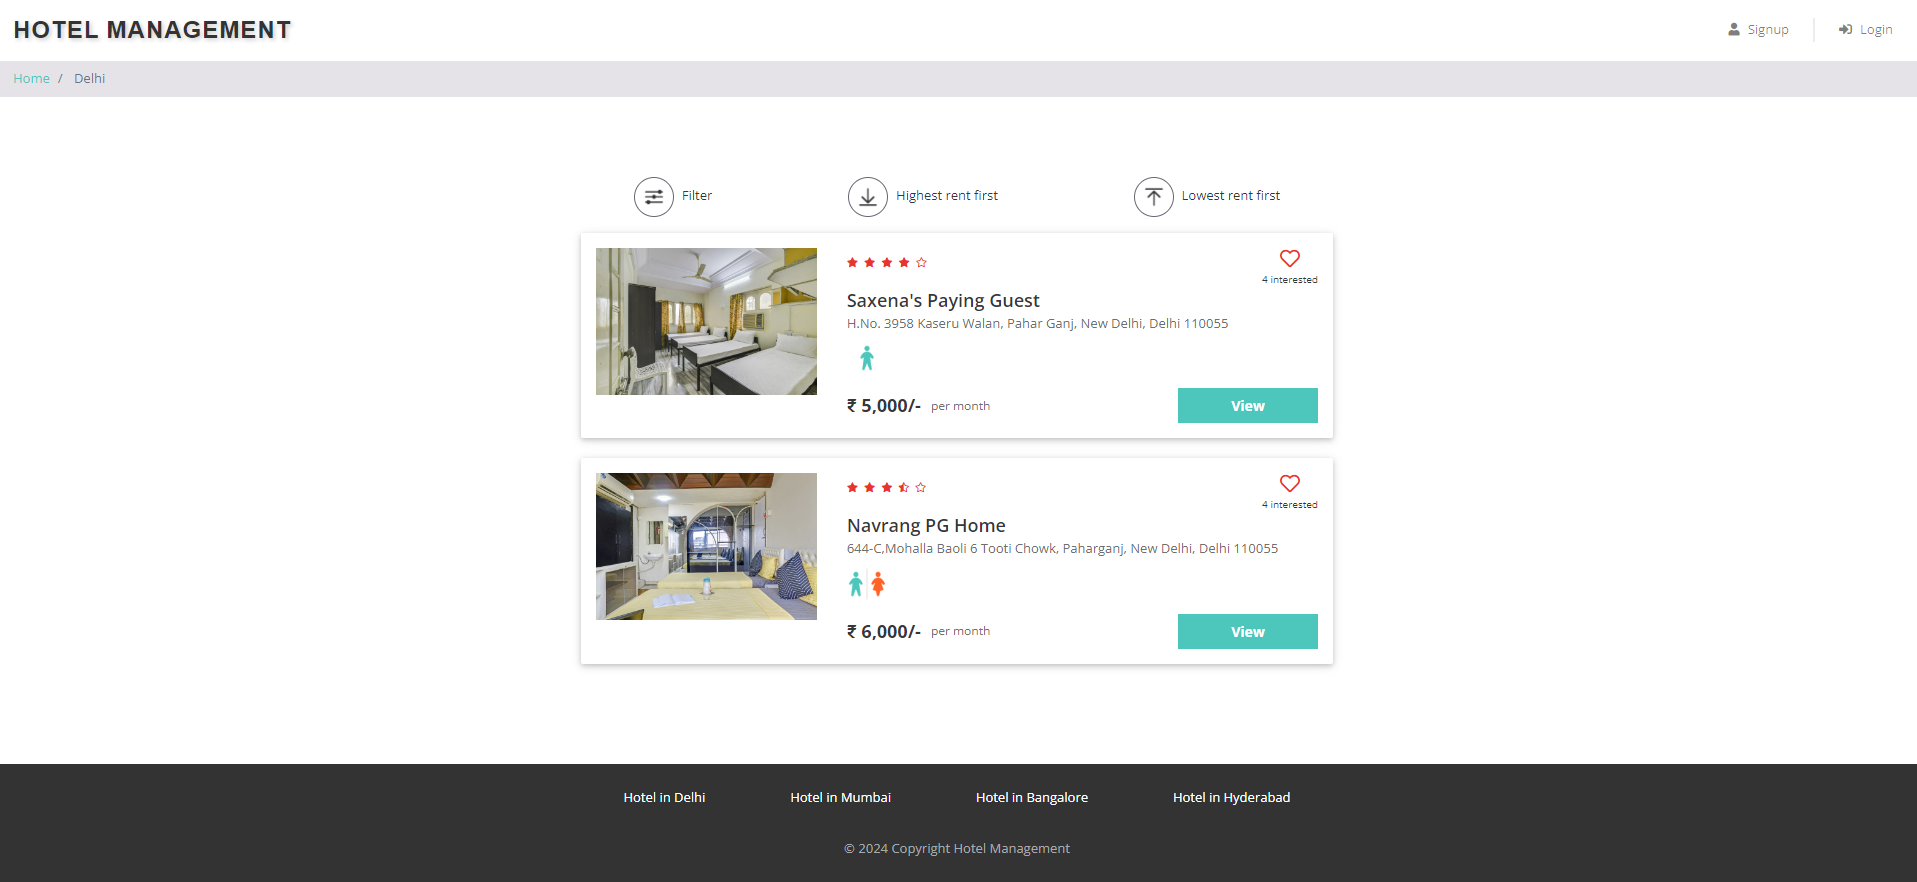 HOTEL MANAGEMENT
Signup
Login
Home / Delhi
Filter
Highest rent first
Lowest rent first
4 interested
Saxena's Paying Guest
H.No. 3958 Kaseru Walan, Pahar Ganj, New Delhi, Delhi 110055
₹ 5,000/- per month
View
4 interested
Navrang PG Home
644-C,Mohalla Baoli 6 Tooti Chowk, Paharganj, New Delhi, Delhi 110055
₹ 6,000/- per month
View
Hotel in Delhi
Hotel in Mumbai
Hotel in Bangalore
Hotel in Hyderabad
© 2024 Copyright Hotel Management